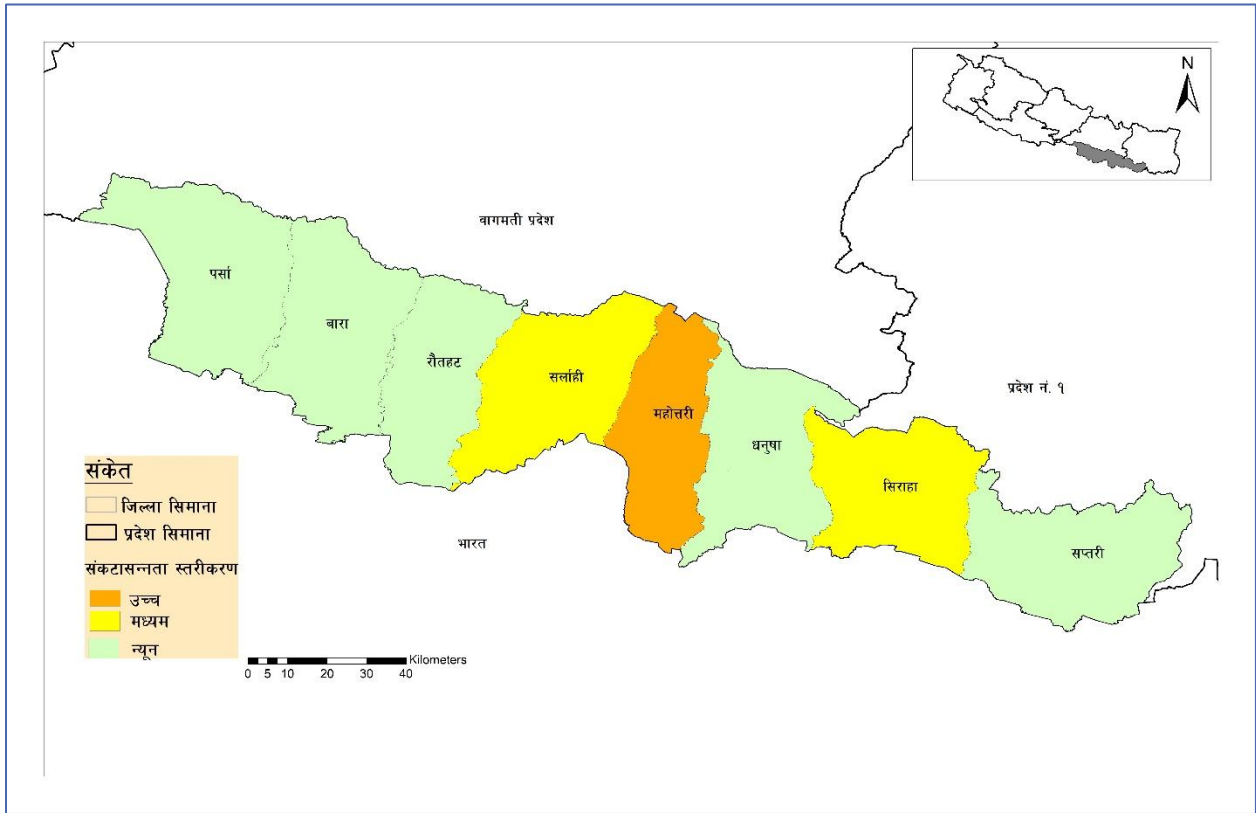 N
वागमती प्रदेश
पर्सा
बारा
रौतहट
सर्लाही
महोत्तरी
धनुषा
सिराहा
सप्तरी
प्रदेश नं. १
भारत
संकेत
जिल्ला सिमाना
प्रदेश सिमाना
संकटासन्नता स्तरीकरण
उच्च
मध्यम
न्यून
Kilometers
0 5 10 20 30 40